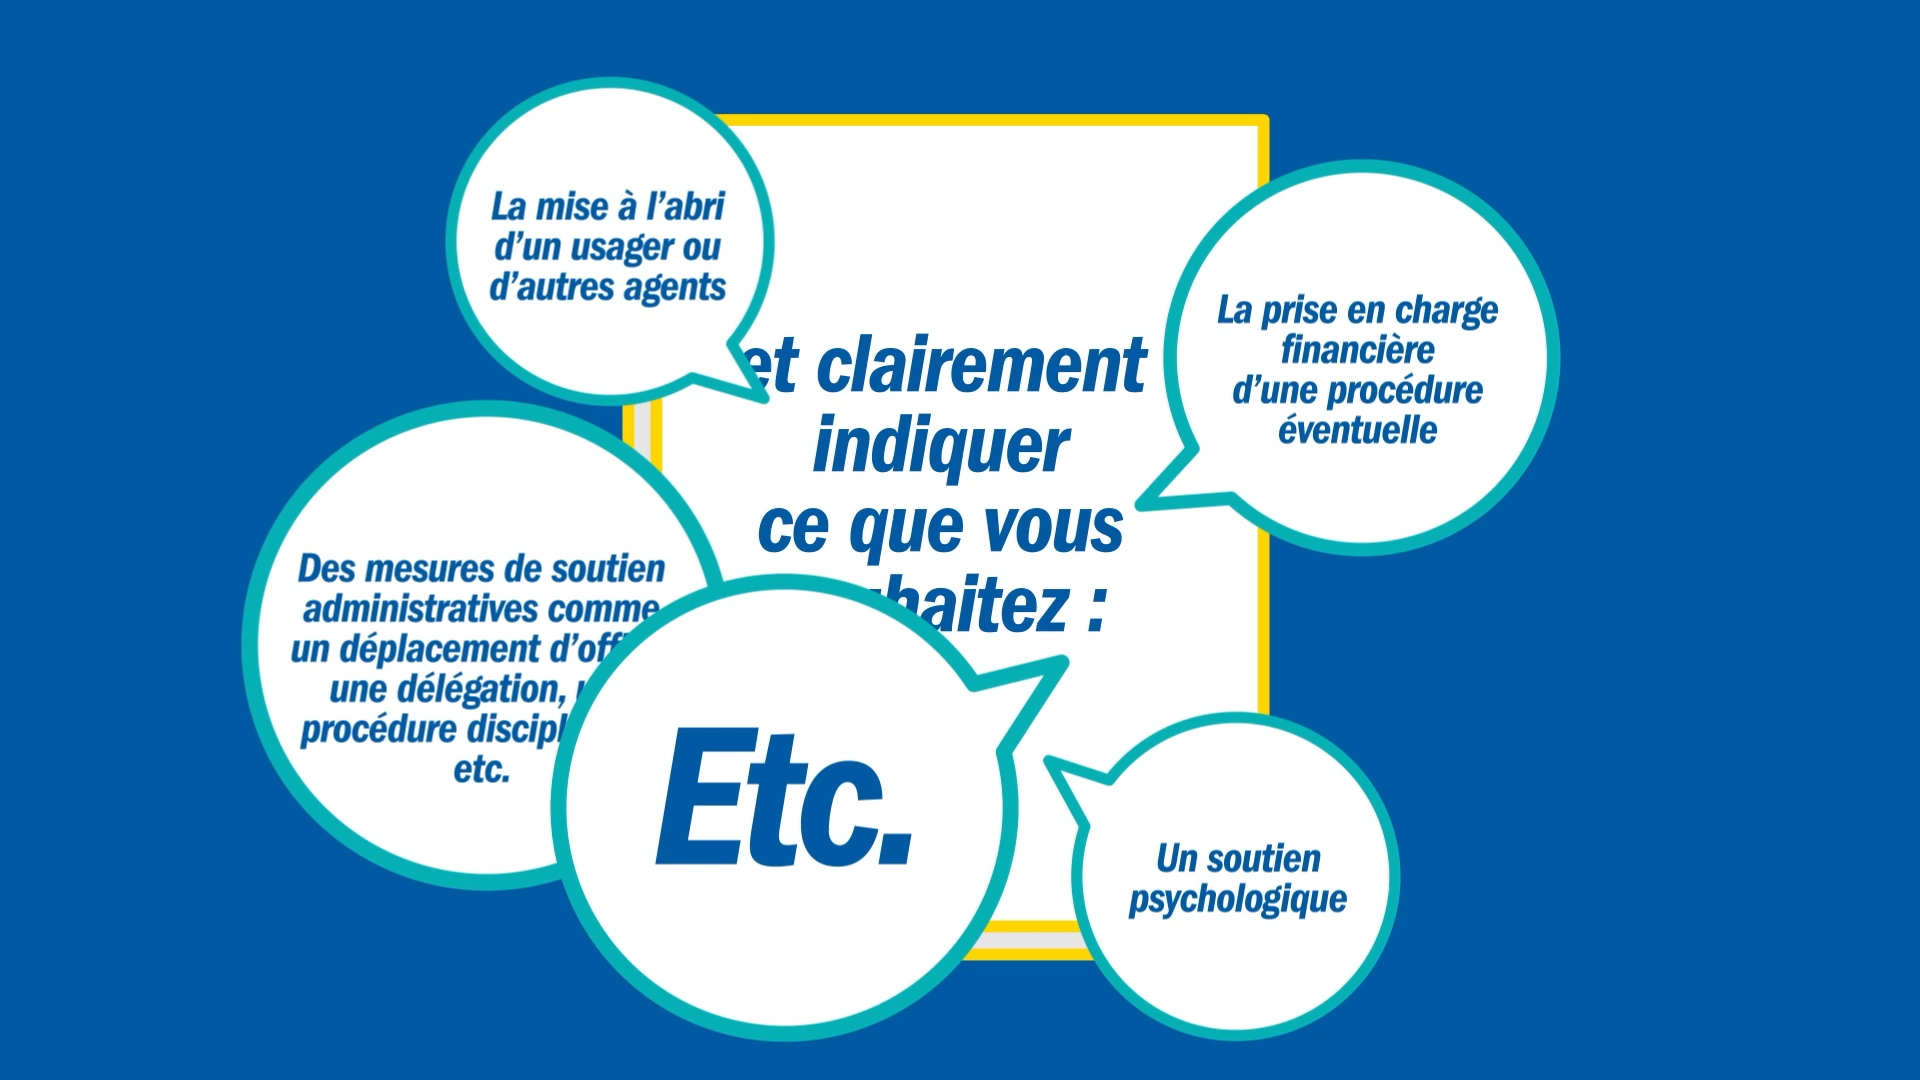 La mise à l'abri
d'un usager ou
d'autres agents
et clairement
indiquer
ce que vous
haitez :
La prise en charge
financière
d'une procédure
éventuelle
Des mesures de soutien
administratives comme
un déplacement d'off
une délégation,
procédure discipl
etc.
Etc.
Un soutien
psychologique